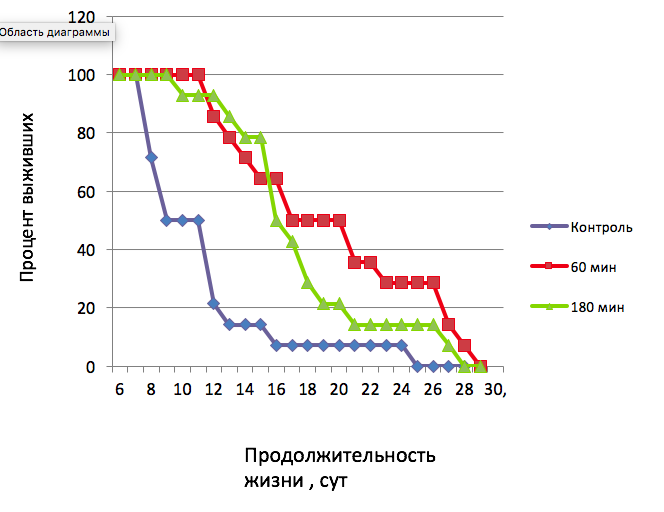 120
Область диаграммы
100
80
60
40
20
0
6 8 10 12 14 16 18 20 22 24 26 28 30,
Процент выживших
Продолжительность
жизни , сут
Контроль
60 мин
180 мин